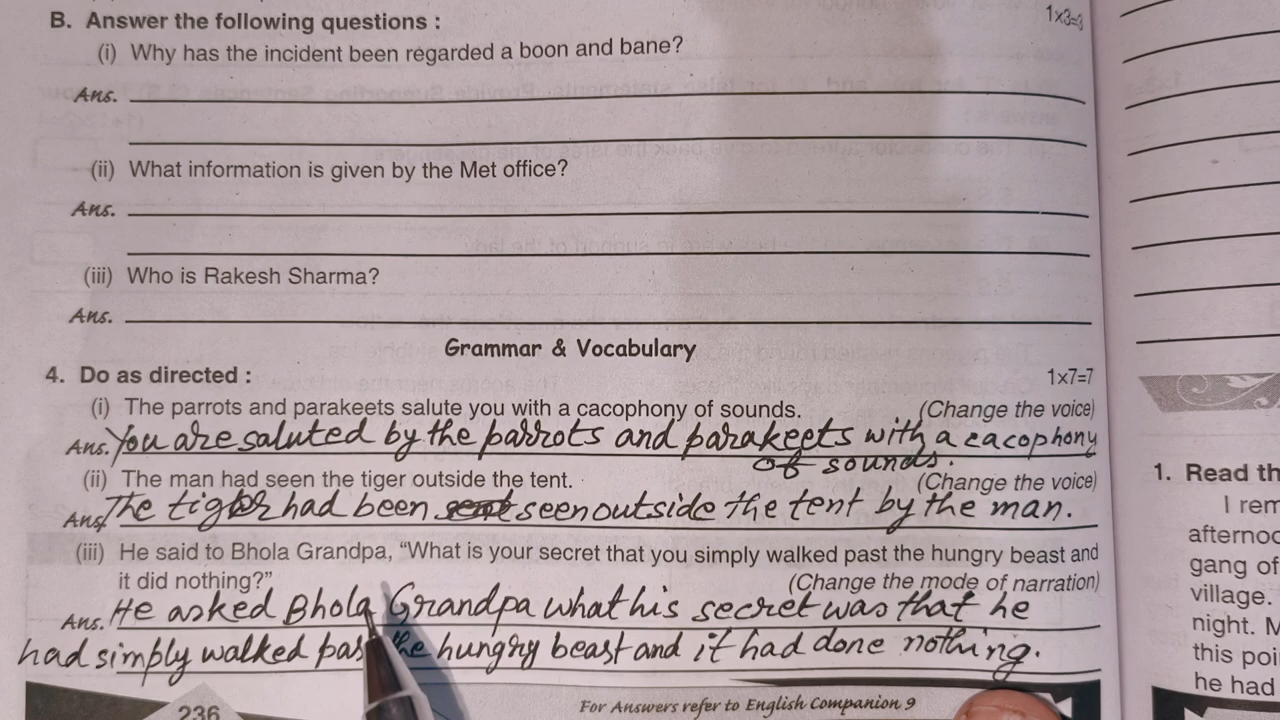 B. Answer the following questions : 1x3=3
(i) Why has the incident been regarded a boon and bane?
Ans.
(ii) What information is given by the Met office?
Ans.
(iii) Who is Rakesh Sharma?
Ans.
Grammar & Vocabulary
4. Do as directed : 1x7=7
(i) The parrots and parakeets salute you with a cacophony of sounds. (Change the voice)
Ans. You are saluted by the parrots and parakeets with a cacophony
of sounds.
(ii) The man had seen the tiger outside the tent. (Change the voice)
Ans. The tiger had been seen outside the tent by the man.
(iii) He said to Bhola Grandpa, “What is your secret that you simply walked past the hungry beast and
it did nothing?” (Change the mode of narration)
Ans. He asked Bhola Grandpa what his secret was that he
had simply walked pas the hungry beast and it had done nothing.
236
For Answers refer to English Companion 9
1. Read th
I rem
afternoo
gang of
village.
night. M
this poi
he had